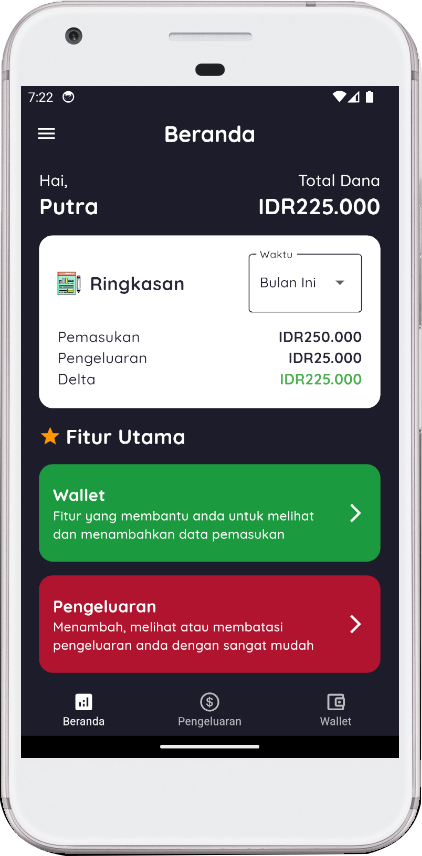 7:22
Beranda
Hai,
Total Dana
Putra
IDR225.000
Waktu
Ringkasan
Bulan Ini
Pemasukan IDR250.000
Pengeluaran IDR25.000
Delta IDR225.000
Fitur Utama
Wallet
Fitur yang membantu anda untuk melihat
dan menambahkan data pemasukan
Pengeluaran
Menambah, melihat atau membatasi
pengeluaran anda dengan sangat mudah
Beranda Pengeluaran Wallet